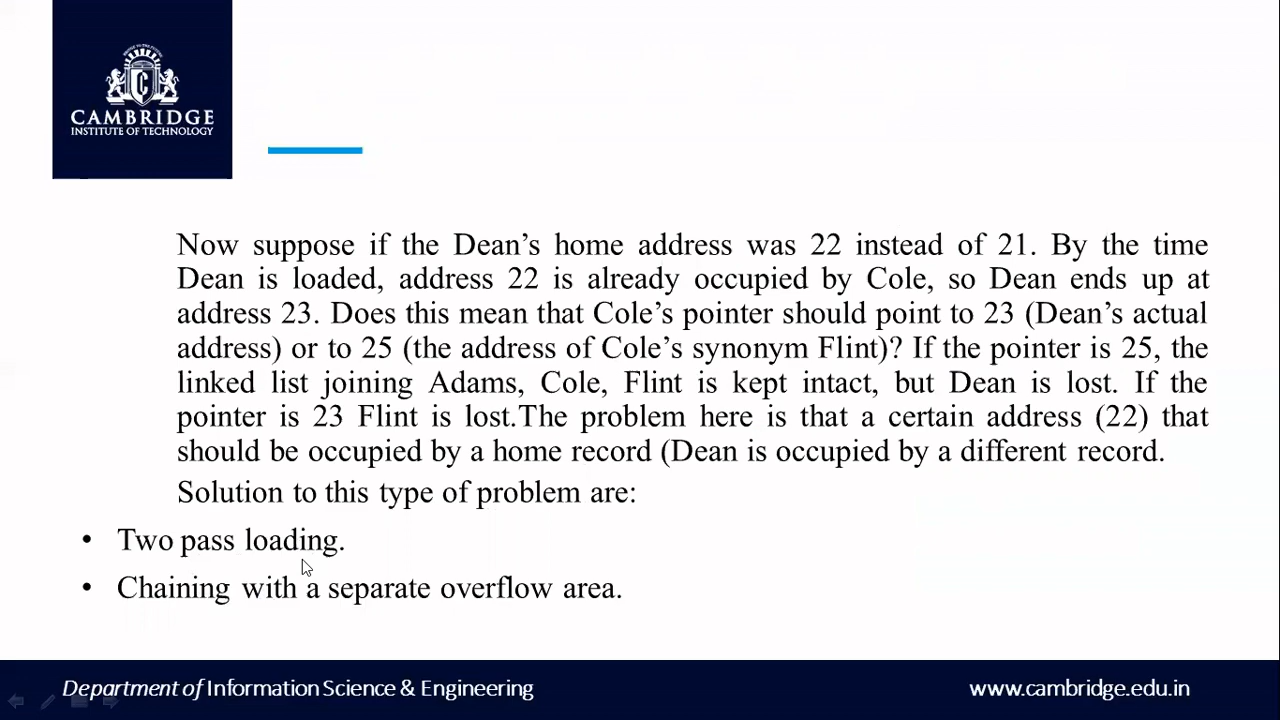 CAMBRIDGE
INSTITUTE OF TECHNOLOGY
Now suppose if the Dean’s home address was 22 instead of 21. By the time
Dean is loaded, address 22 is already occupied by Cole, so Dean ends up at
address 23. Does this mean that Cole’s pointer should point to 23 (Dean’s actual
address) or to 25 (the address of Cole’s synonym Flint)? If the pointer is 25, the
linked list joining Adams, Cole, Flint is kept intact, but Dean is lost. If the
pointer is 23 Flint is lost.The problem here is that a certain address (22) that
should be occupied by a home record (Dean is occupied by a different record.
Solution to this type of problem are:
• Two pass loading.
• Chaining with a separate overflow area.
Department of Information Science & Engineering
www.cambridge.edu.in